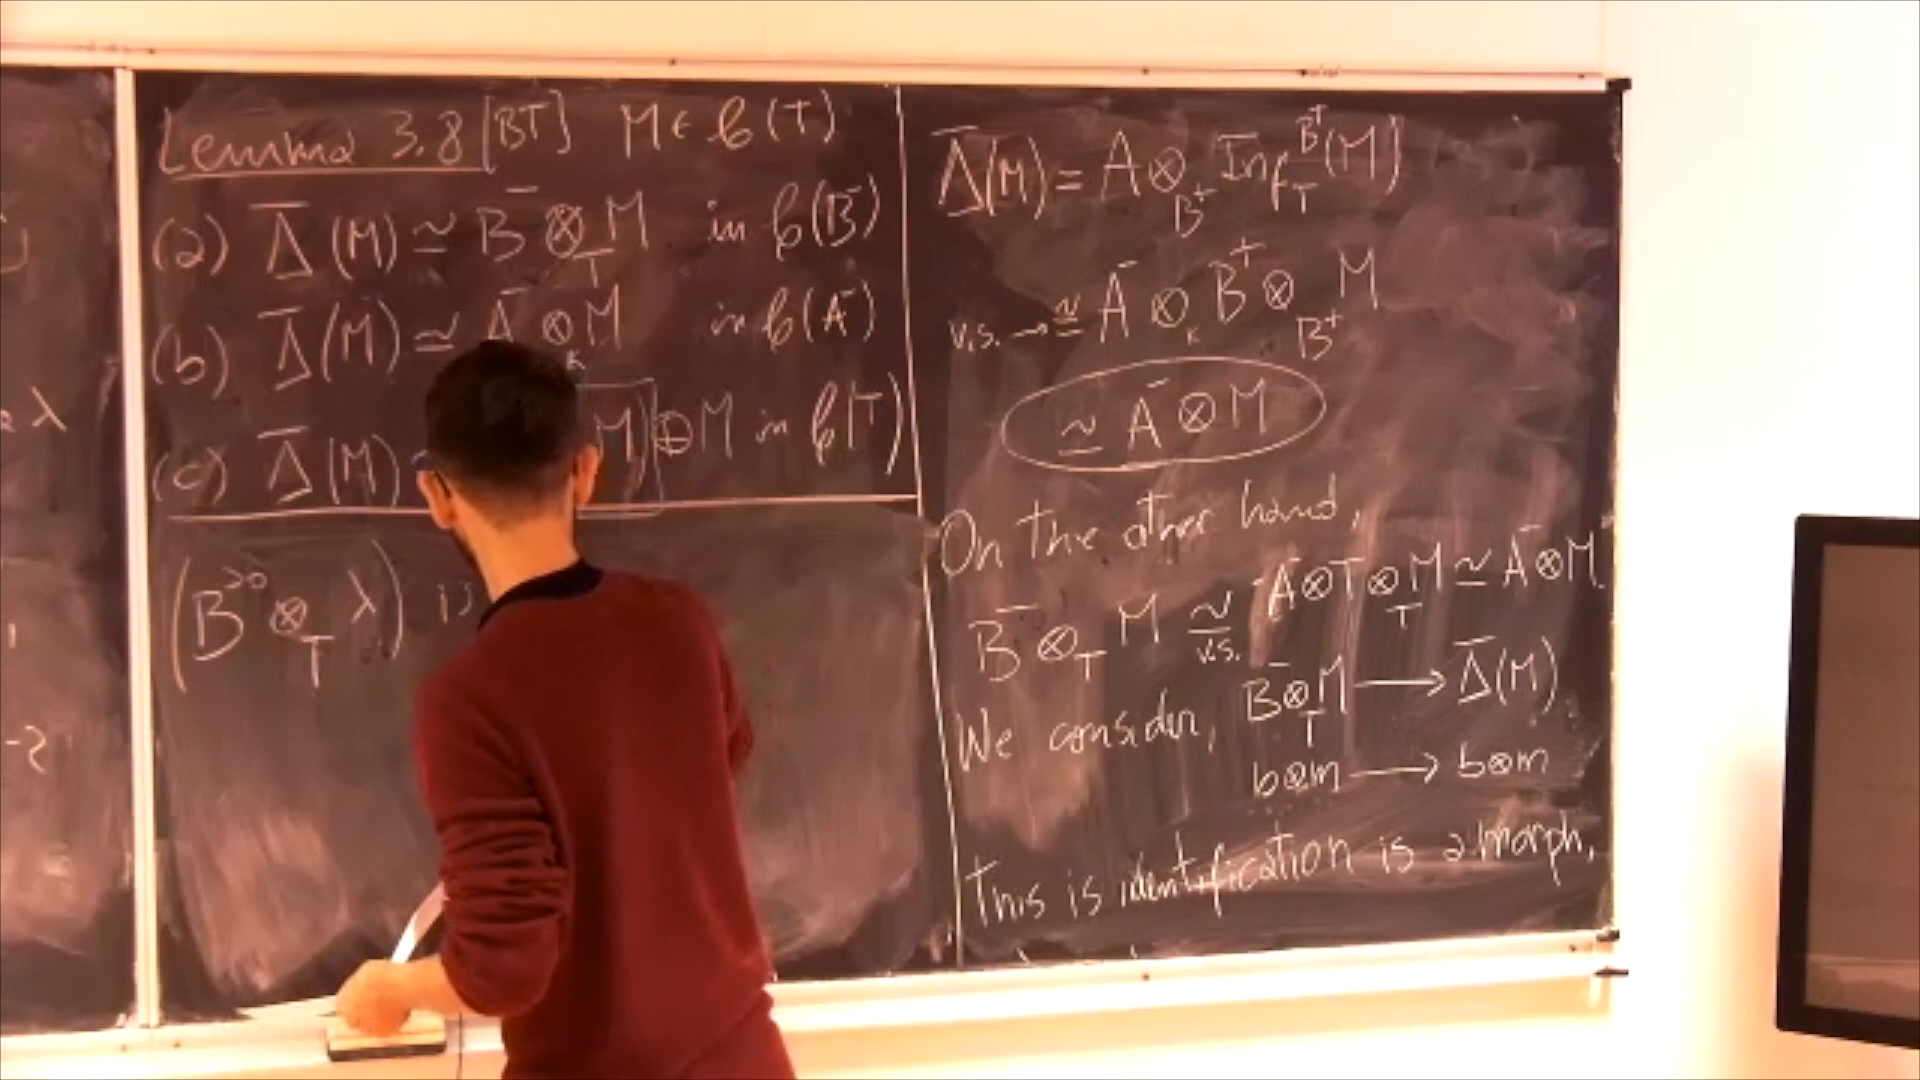 Lemma 3.8 [BT] M ∈ 𝒞(T)
(a) Δ̄(M) ≃ B⁻ ⊗_T M in 𝒞(B⁻)
(b) Δ̄(M) ≃ A⁻ ⊗_K M in 𝒞(A⁻)
(c) Δ̄(M) M) ⊕ M in 𝒞(T)
(B^{>0} ⊗_T λ) is
Δ̄(M) = A ⊗_{B⁺} Inf_T^{B⁺}(M)
v.s. → ≅ A⁻ ⊗_K B⁺ ⊗_{B⁺} M
≅ A⁻ ⊗ M
On the other hand,
B⁻ ⊗_T M ≅_{v.s.} A⁻ ⊗ T ⊗_T M ≃ A⁻ ⊗ M
We consider, B⁻ ⊗_T M → Δ̄(M)
b⊗m → b⊗m
This is identification is a morph,
λ
-2